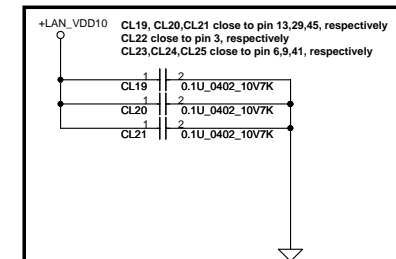 +LAN_VDD10
CL19, CL20,CL21 close to pin 13,29,45, respectively
CL22 close to pin 3, respectively
CL23,CL24,CL25 close to pin 6,9,41, respectively
1 2
CL19 0.1U_0402_10V7K
1 2
CL20 0.1U_0402_10V7K
1 2
CL21 0.1U_0402_10V7K